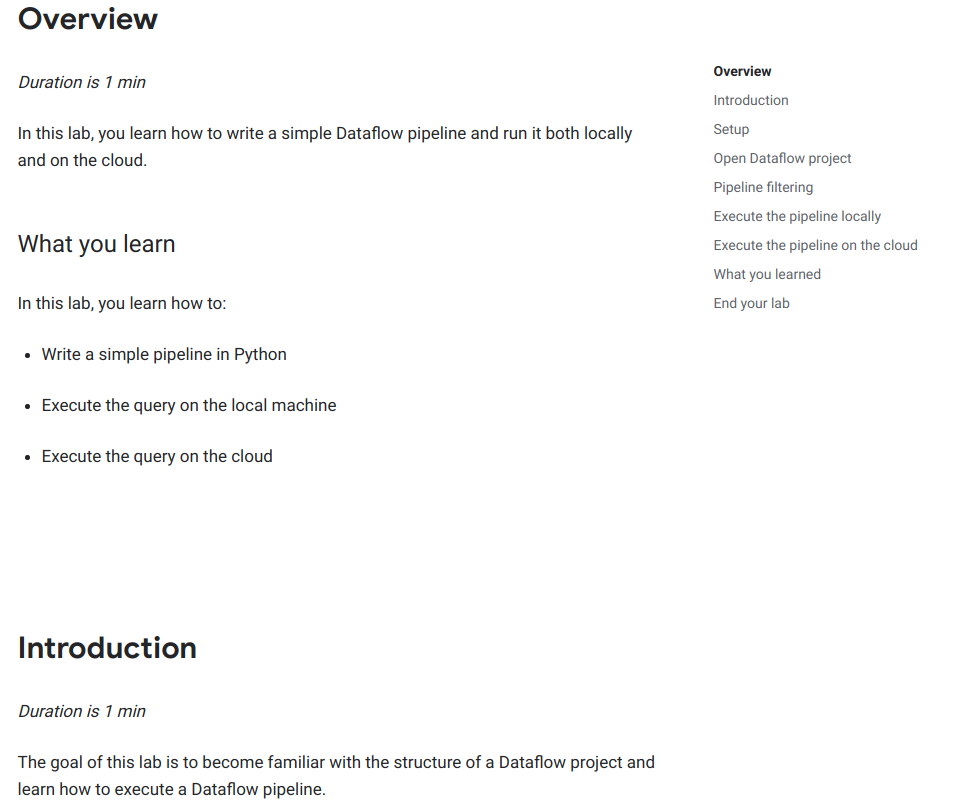 Overview
Duration is 1 min
In this lab, you learn how to write a simple Dataflow pipeline and run it both locally
and on the cloud.
What you learn
In this lab, you learn how to:
• Write a simple pipeline in Python
• Execute the query on the local machine
• Execute the query on the cloud
Introduction
Duration is 1 min
The goal of this lab is to become familiar with the structure of a Dataflow project and
learn how to execute a Dataflow pipeline.
Overview
Introduction
Setup
Open Dataflow project
Pipeline filtering
Execute the pipeline locally
Execute the pipeline on the cloud
What you learned
End your lab